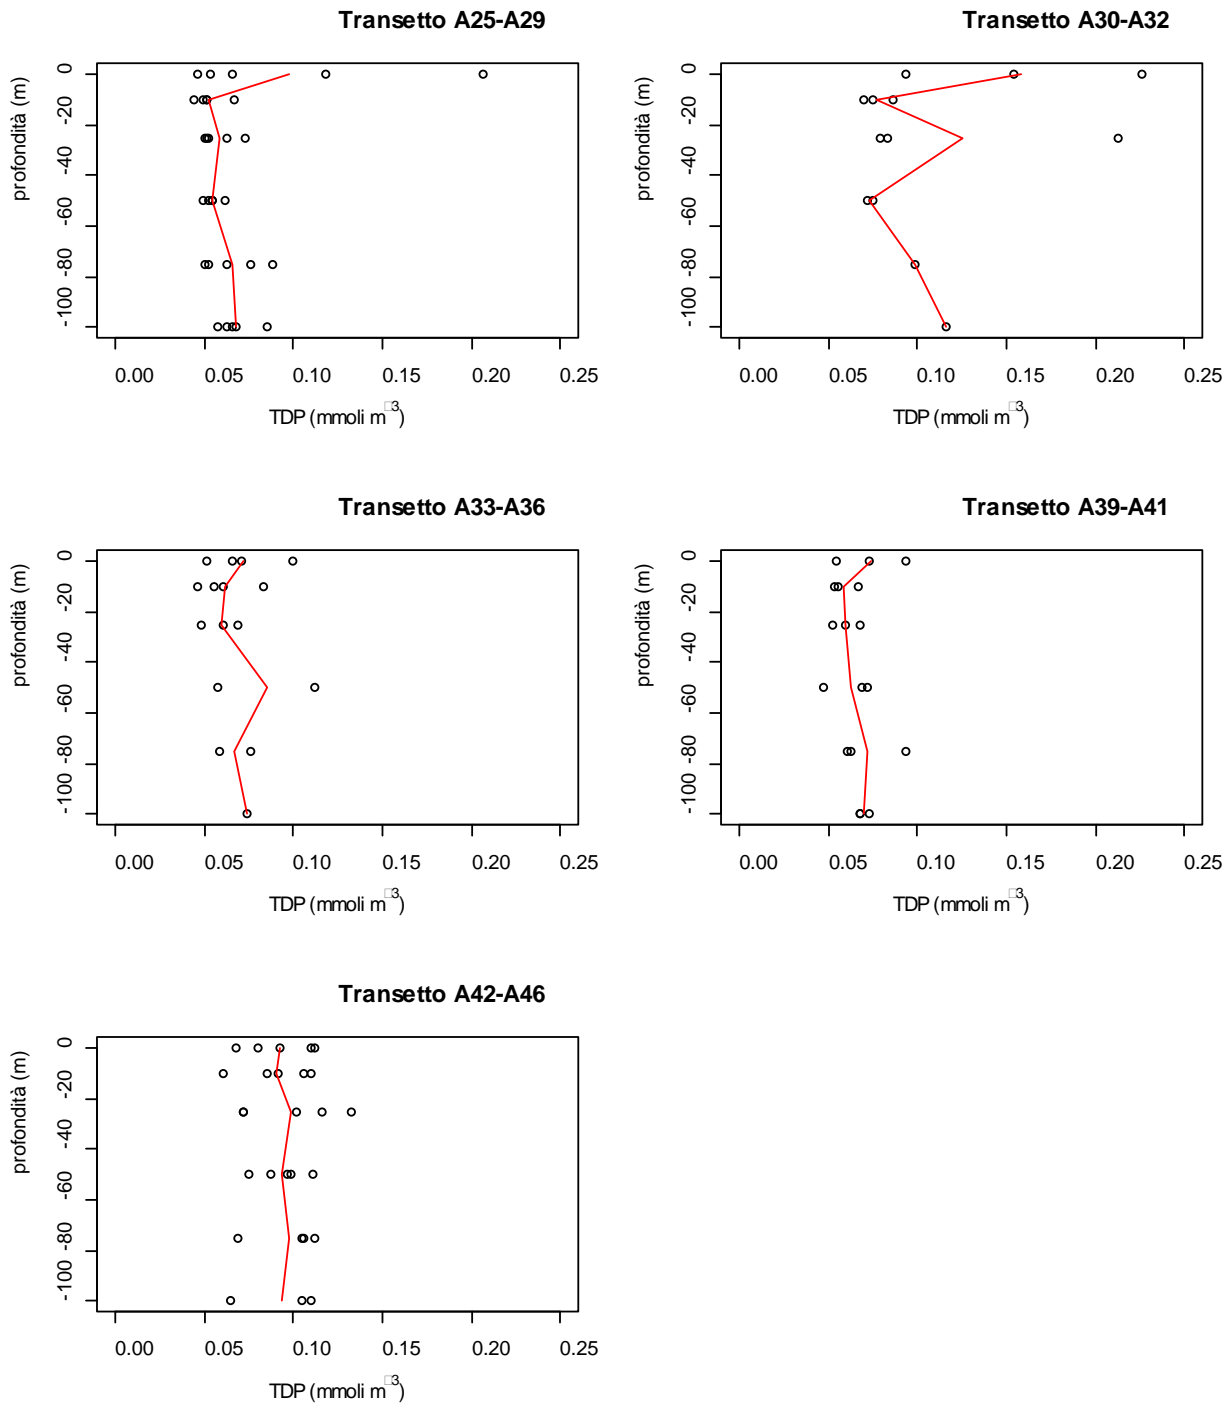 Transetto A25-A29
Transetto A30-A32
profondità (m)
0
-20
-40
-60
-80
-100
0.00 0.05 0.10 0.15 0.20 0.25
TDP (mmoli m□3)
profondità (m)
0
-20
-40
-60
-80
-100
0.00 0.05 0.10 0.15 0.20 0.25
TDP (mmoli m□3)
Transetto A33-A36
Transetto A39-A41
profondità (m)
0
-20
-40
-60
-80
-100
0.00 0.05 0.10 0.15 0.20 0.25
TDP (mmoli m□3)
profondità (m)
0
-20
-40
-60
-80
-100
0.00 0.05 0.10 0.15 0.20 0.25
TDP (mmoli m□3)
Transetto A42-A46
profondità (m)
0
-20
-40
-60
-80
-100
0.00 0.05 0.10 0.15 0.20 0.25
TDP (mmoli m□3)